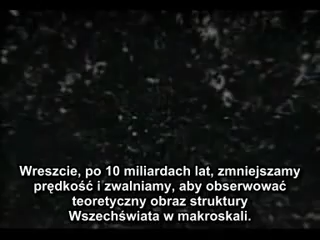 Wreszcie, po 10 miliardach lat, zmniejszamy
prędkość i zwalniamy, aby obserwować
teoretyczny obraz struktury
Wszechświata w makroskali.